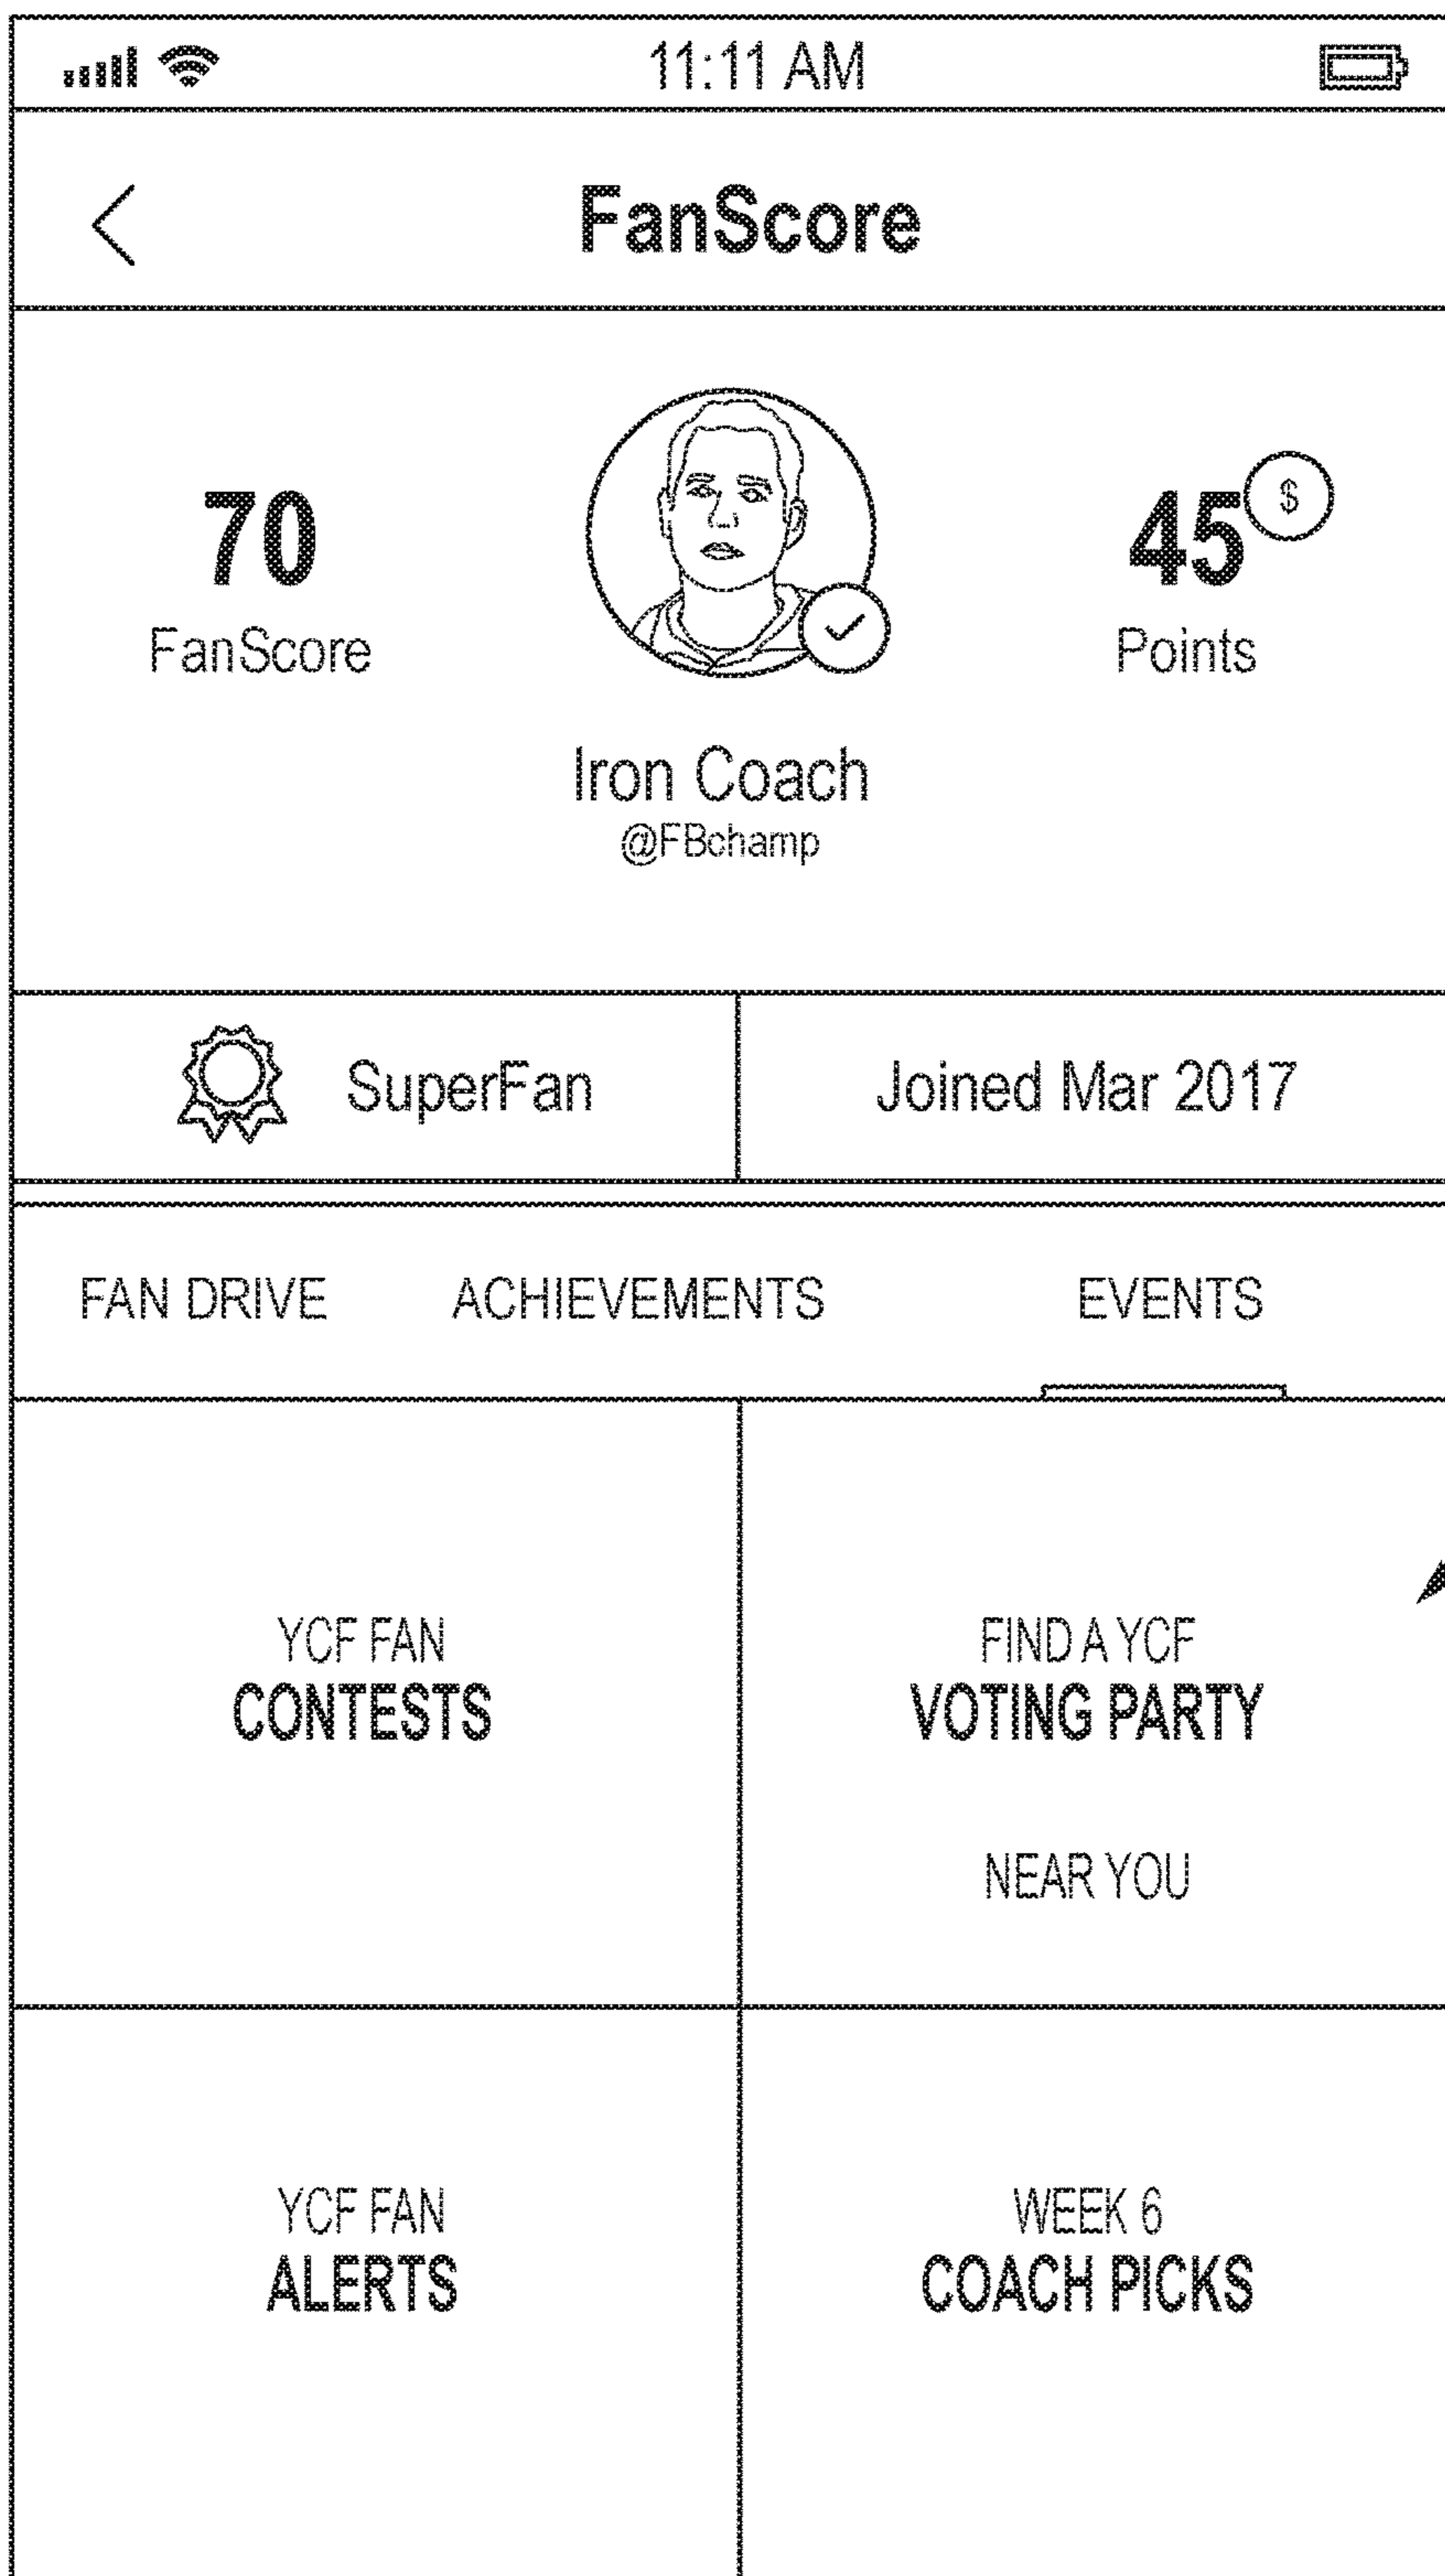 11:11 AM
FanScore
70
45
$
FanScore
Points
Iron Coach
@FBchamp
SuperFan
Joined Mar 2017
FAN DRIVE
ACHIEVEMENTS
EVENTS
YCF FAN
CONTESTS
FIND A YCF
VOTING PARTY
NEAR YOU
YCF FAN
ALERTS
WEEK 6
COACH PICKS